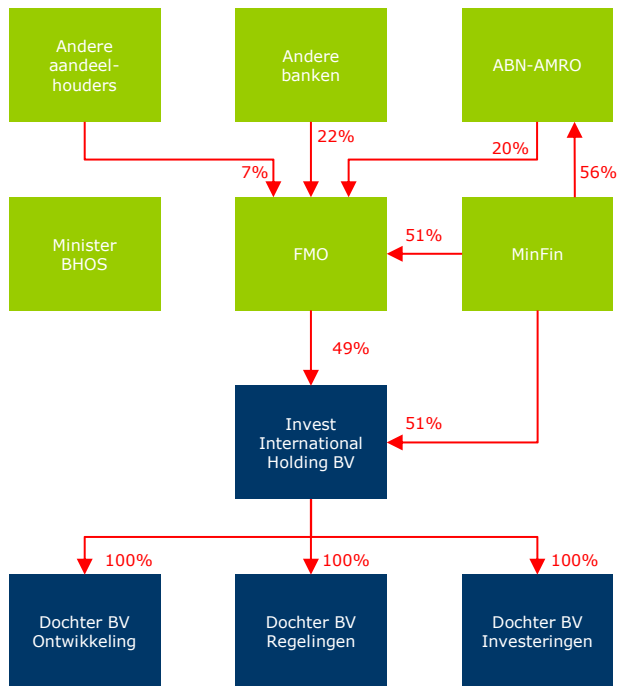 Andere
aandeel-
houders
Andere
banken
ABN-AMRO
7%
22%
20%
56%
Minister
BHOS
FMO
51%
MinFin
49%
Invest
International
Holding BV
51%
100%
100%
100%
Dochter BV
Ontwikkeling
Dochter BV
Regelingen
Dochter BV
Investeringen